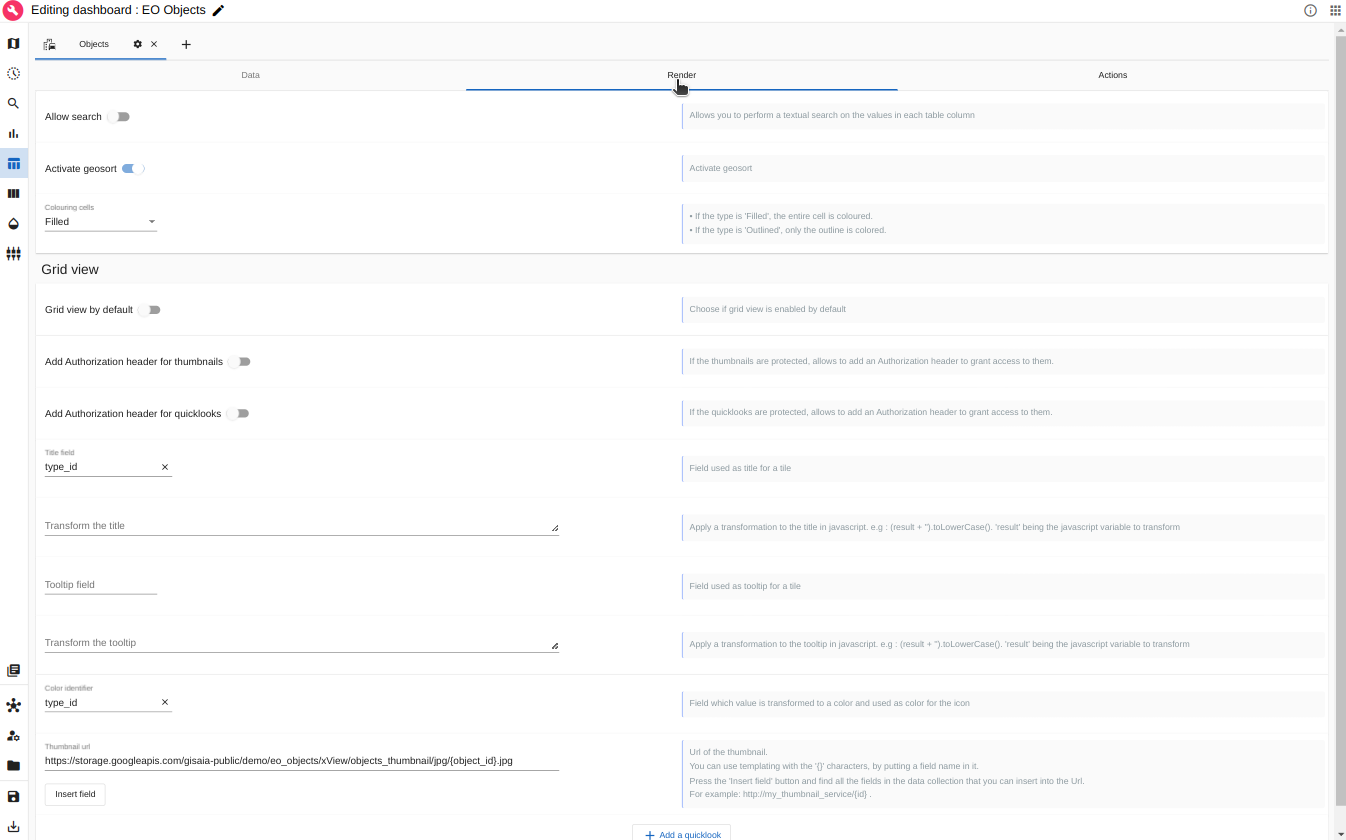 Editing dashboard : EO Objects
Objects
Data
Render
Actions
Allow search
Allows you to perform a textual search on the values in each table column
Activate geosort
Activate geosort
Colouring cells
Filled
• If the type is 'Filled', the entire cell is coloured.
• If the type is 'Outlined', only the outline is colored.
Grid view
Grid view by default
Choose if grid view is enabled by default
Add Authorization header for thumbnails
If the thumbnails are protected, allows to add an Authorization header to grant access to them.
Add Authorization header for quicklooks
If the quicklooks are protected, allows to add an Authorization header to grant access to them.
Title field
type_id
Field used as title for a tile
Transform the title
Apply a transformation to the title in javascript. e.g : (result + '').toLowerCase(). 'result' being the javascript variable to transform
Tooltip field
Field used as tooltip for a tile
Transform the tooltip
Apply a transformation to the tooltip in javascript. e.g : (result + '').toLowerCase(). 'result' being the javascript variable to transform
Color identifier
type_id
Field which value is transformed to a color and used as color for the icon
Thumbnail url
https://storage.googleapis.com/gisaia-public/demo/eo_objects/xView/objects_thumbnail/jpg/{object_id}.jpg
Insert field
Url of the thumbnail.
You can use templating with the '{}' characters, by putting a field name in it.
Press the 'Insert field' button and find all the fields in the data collection that you can insert into the Url.
For example: http://my_thumbnail_service/{id} .
Add a quicklook